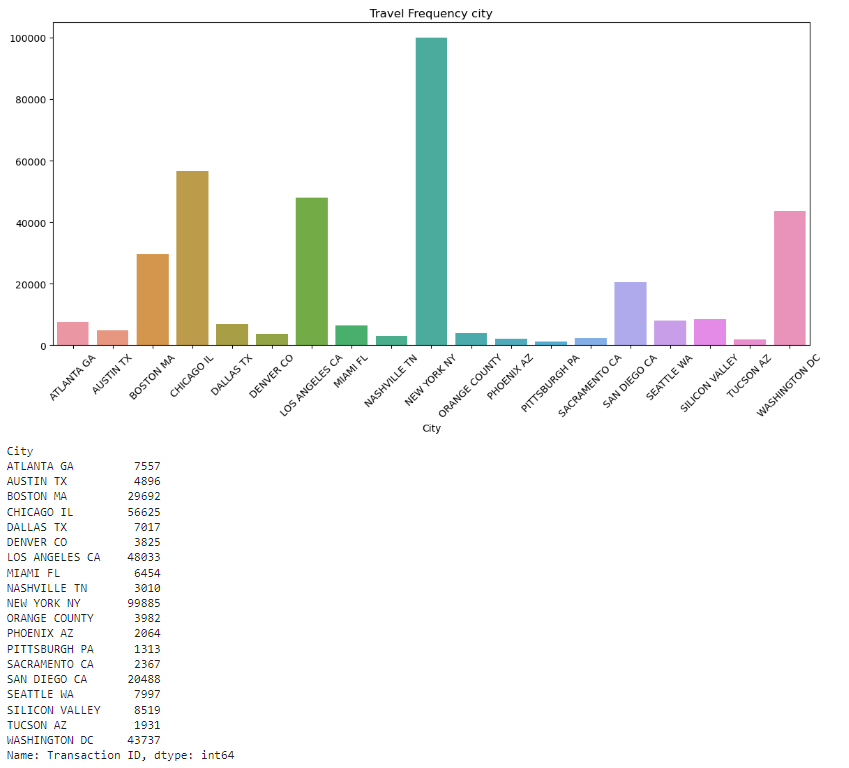 Travel Frequency city
100000
80000
60000
40000
20000
0
ATLANTA GA
AUSTIN TX
BOSTON MA
CHICAGO IL
DALLAS TX
DENVER CO
LOS ANGELES CA
MIAMI FL
NASHVILLE TN
NEW YORK NY
ORANGE COUNTY
PHOENIX AZ
PITTSBURGH PA
SACRAMENTO CA
SAN DIEGO CA
SEATTLE WA
SILICON VALLEY
TUCSON AZ
WASHINGTON DC
City
City
ATLANTA GA 7557
AUSTIN TX 4896
BOSTON MA 29692
CHICAGO IL 56625
DALLAS TX 7017
DENVER CO 3825
LOS ANGELES CA 48033
MIAMI FL 6454
NASHVILLE TN 3010
NEW YORK NY 99885
ORANGE COUNTY 3982
PHOENIX AZ 2064
PITTSBURGH PA 1313
SACRAMENTO CA 2367
SAN DIEGO CA 20488
SEATTLE WA 7997
SILICON VALLEY 8519
TUCSON AZ 1931
WASHINGTON DC 43737
Name: Transaction ID, dtype: int64